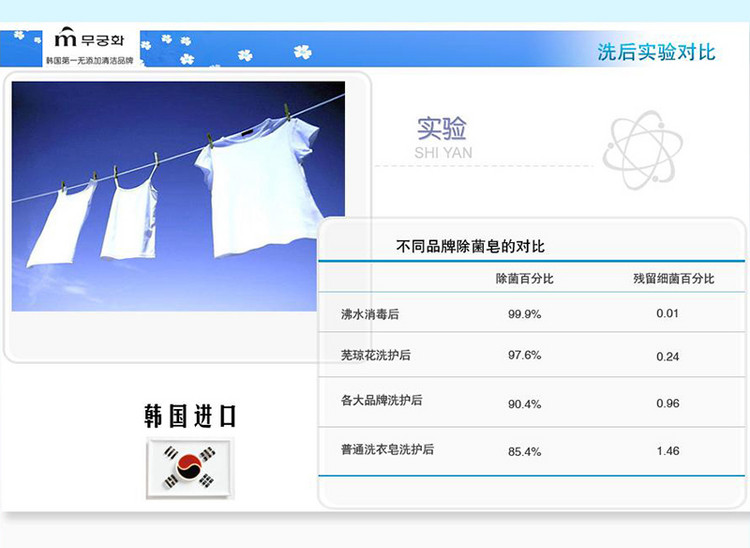 무궁화
韩国第一无添加清洁品牌
洗后实验对比
实验
SHI YAN
不同品牌除菌皂的对比
除菌百分比 残留细菌百分比
沸水消毒后 99.9% 0.01
芜琼花洗护后 97.6% 0.24
各大品牌洗护后 90.4% 0.96
普通洗衣皂洗护后 85.4% 1.46
韩国进口